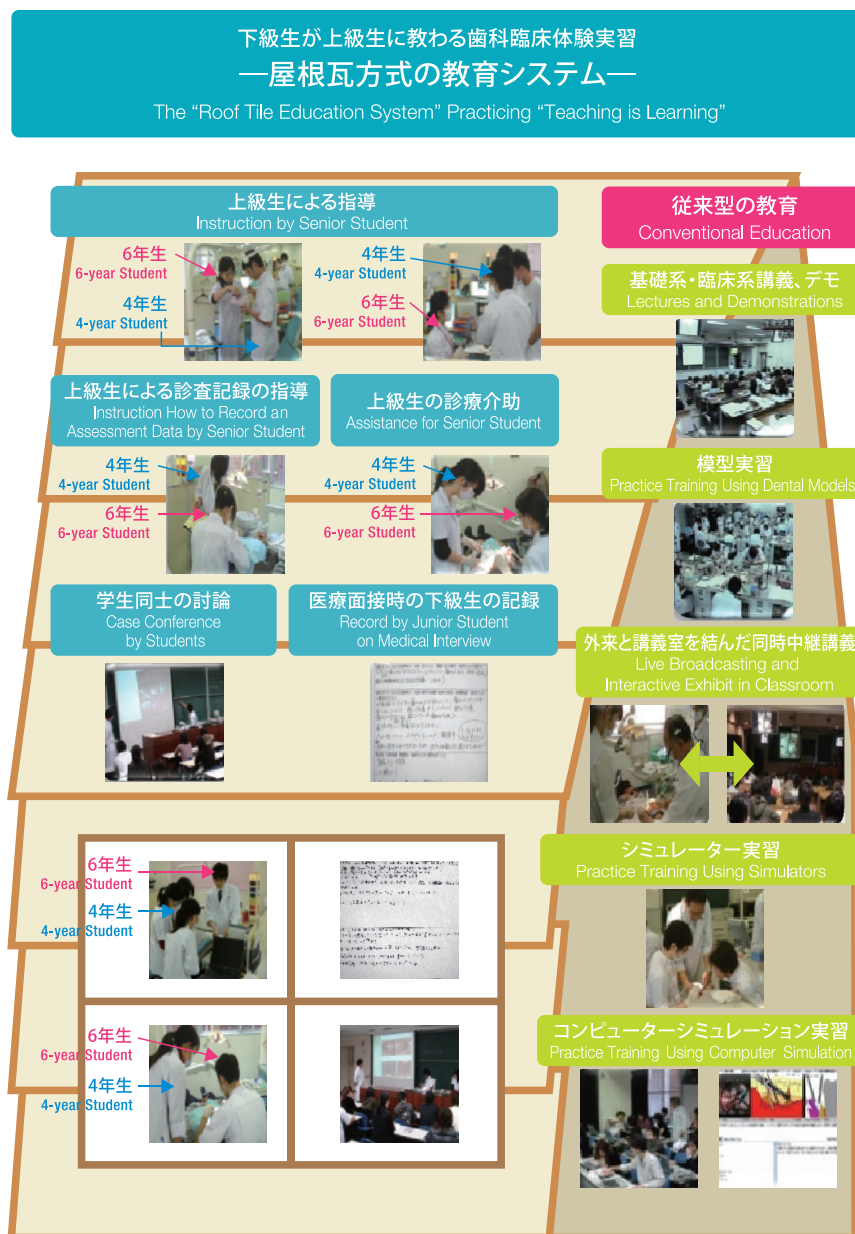 下級生が上級生に教わる歯科臨床体験実習
―屋根瓦方式の教育システム―
The “Roof Tile Education System” Practicing “Teaching is Learning”
上級生による指導
Instruction by Senior Student
6年生
6-year Student
4年生
4-year Student
4年生
4-year Student
6年生
6-year Student
従来型の教育
Conventional Education
基礎系・臨床系講義、デモ
Lectures and Demonstrations
上級生による診査記録の指導
Instruction How to Record an
Assessment Data by Senior Student
上級生の診療介助
Assistance for Senior Student
4年生
4-year Student
6年生
6-year Student
4年生
4-year Student
6年生
6-year Student
模型実習
Practice Training Using Dental Models
学生同士の討論
Case Conference
by Students
医療面接時の下級生の記録
Record by Junior Student
on Medical Interview
外来と講義室を結んだ同時中継講義
Live Broadcasting and
Interactive Exhibit in Classroom
6年生
6-year Student
4年生
4-year Student
シミュレーター実習
Practice Training Using Simulators
6年生
6-year Student
4年生
4-year Student
コンピューターシミュレーション実習
Practice Training Using Computer Simulation